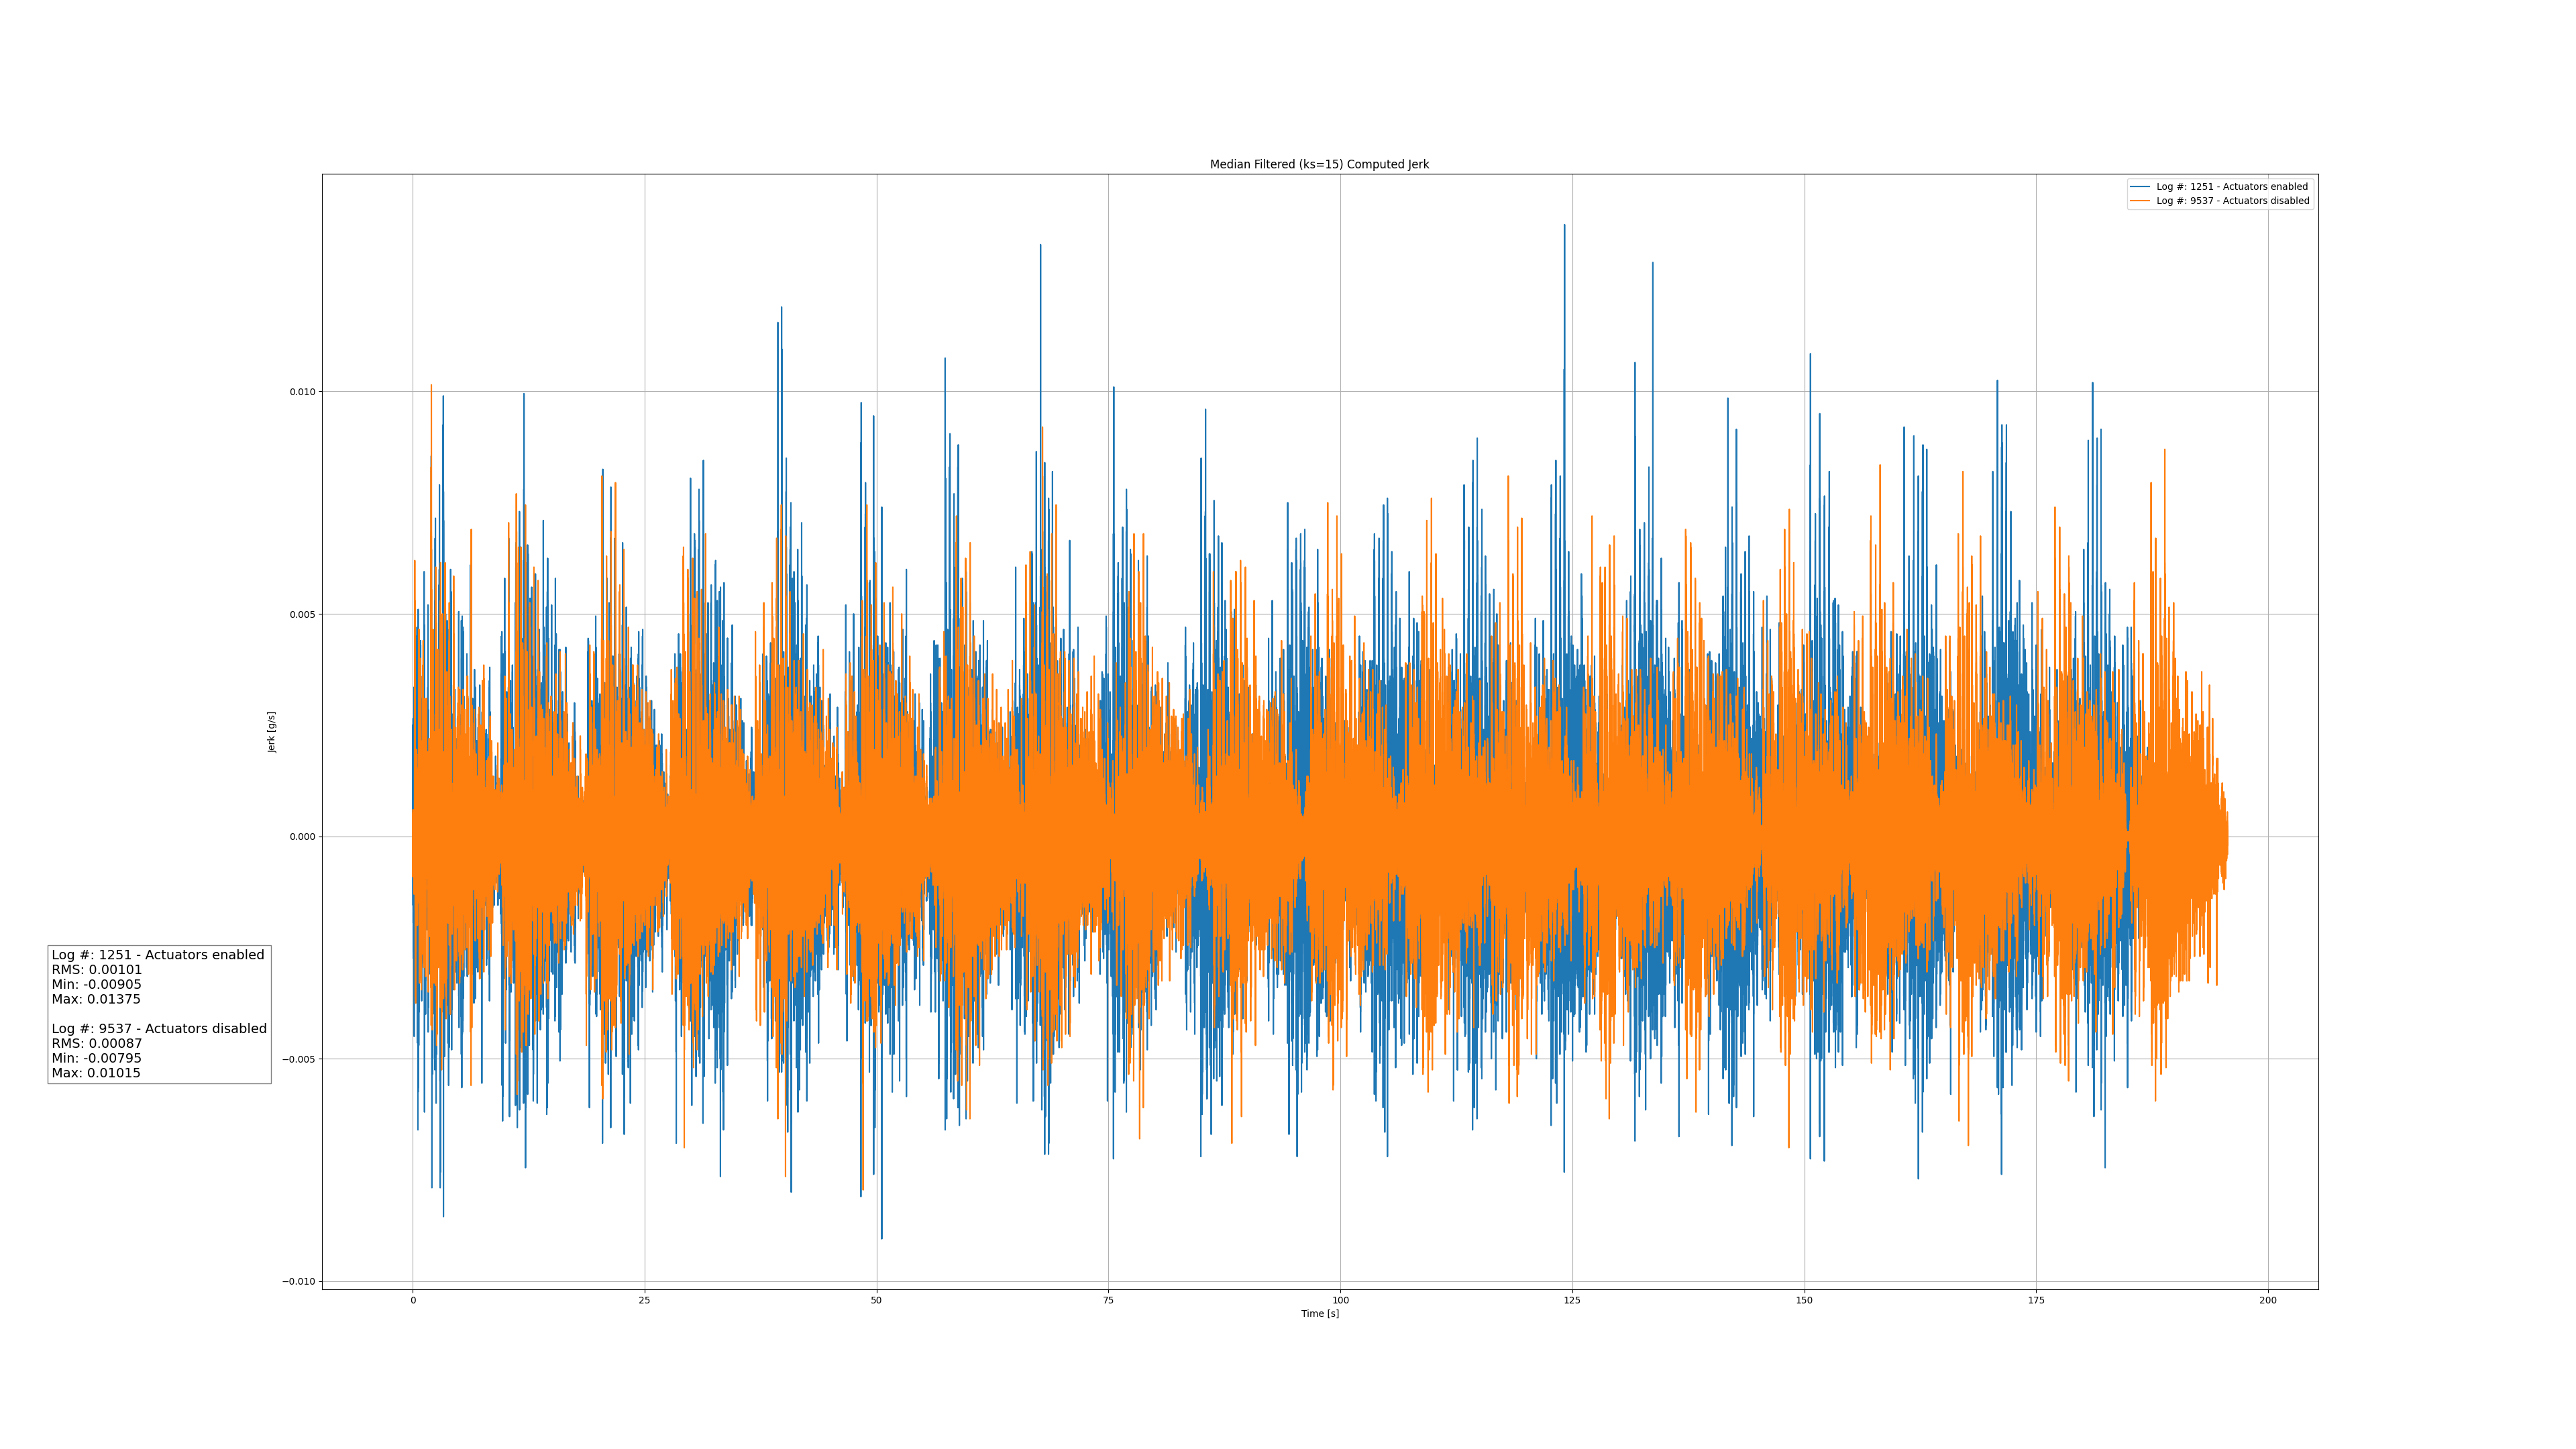 Median Filtered (ks=15) Computed Jerk
Log #: 1251 - Actuators enabled
Log #: 9537 - Actuators disabled
0.010
0.005
0.000
−0.005
−0.010
Jerk [g/s]
Log #: 1251 - Actuators enabled
RMS: 0.00101
Min: -0.00905
Max: 0.01375
Log #: 9537 - Actuators disabled
RMS: 0.00087
Min: -0.00795
Max: 0.01015
0 25 50 75 100 125 150 175 200
Time [s]